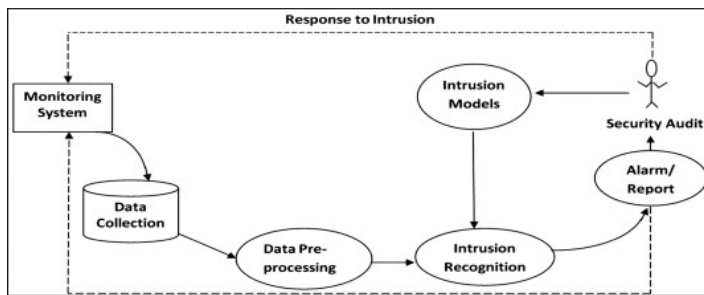 Response to Intrusion
Monitoring
System
Intrusion
Models
Security Audit
Alarm/
Report
Data
Collection
Data Pre-
processing
Intrusion
Recognition